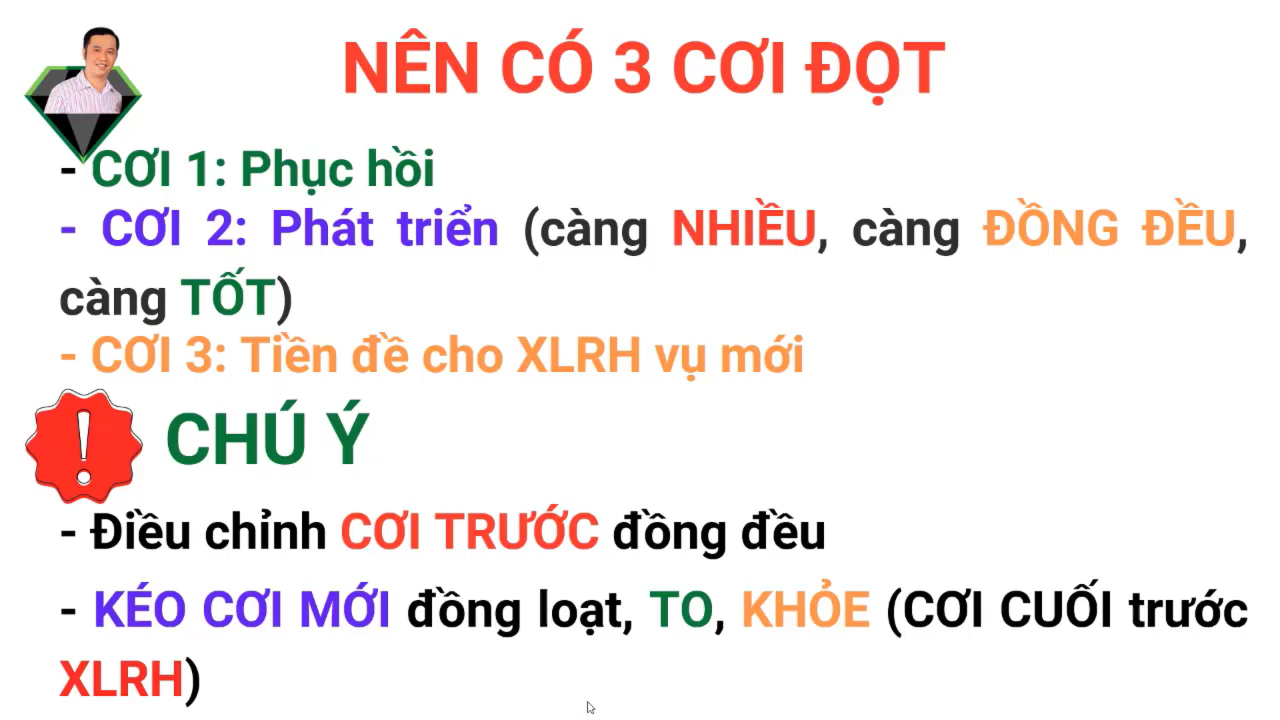 NÊN CÓ 3 CƠI ĐỌT
- CƠI 1: Phục hồi
- CƠI 2: Phát triển (càng NHIỀU, càng ĐỒNG ĐỀU,
càng TỐT)
- CƠI 3: Tiền đề cho XLRH vụ mới
CHÚ Ý
- Điều chỉnh CƠI TRƯỚC đồng đều
- KÉO CƠI MỚI đồng loạt, TO, KHỎE (CƠI CUỐI trước
XLRH)